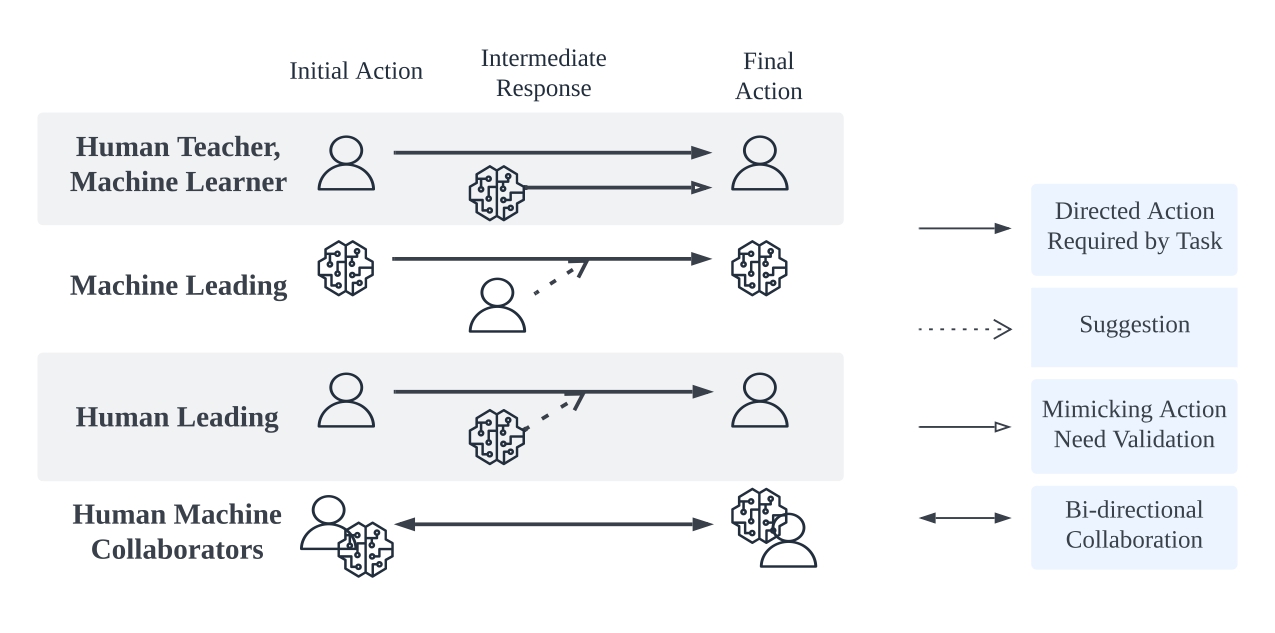 Initial Action
Intermediate
Response
Final
Action
Human Teacher,
Machine Learner
Machine Leading
Human Leading
Human Machine
Collaborators
Directed Action
Required by Task
Suggestion
Mimicking Action
Need Validation
Bi-directional
Collaboration